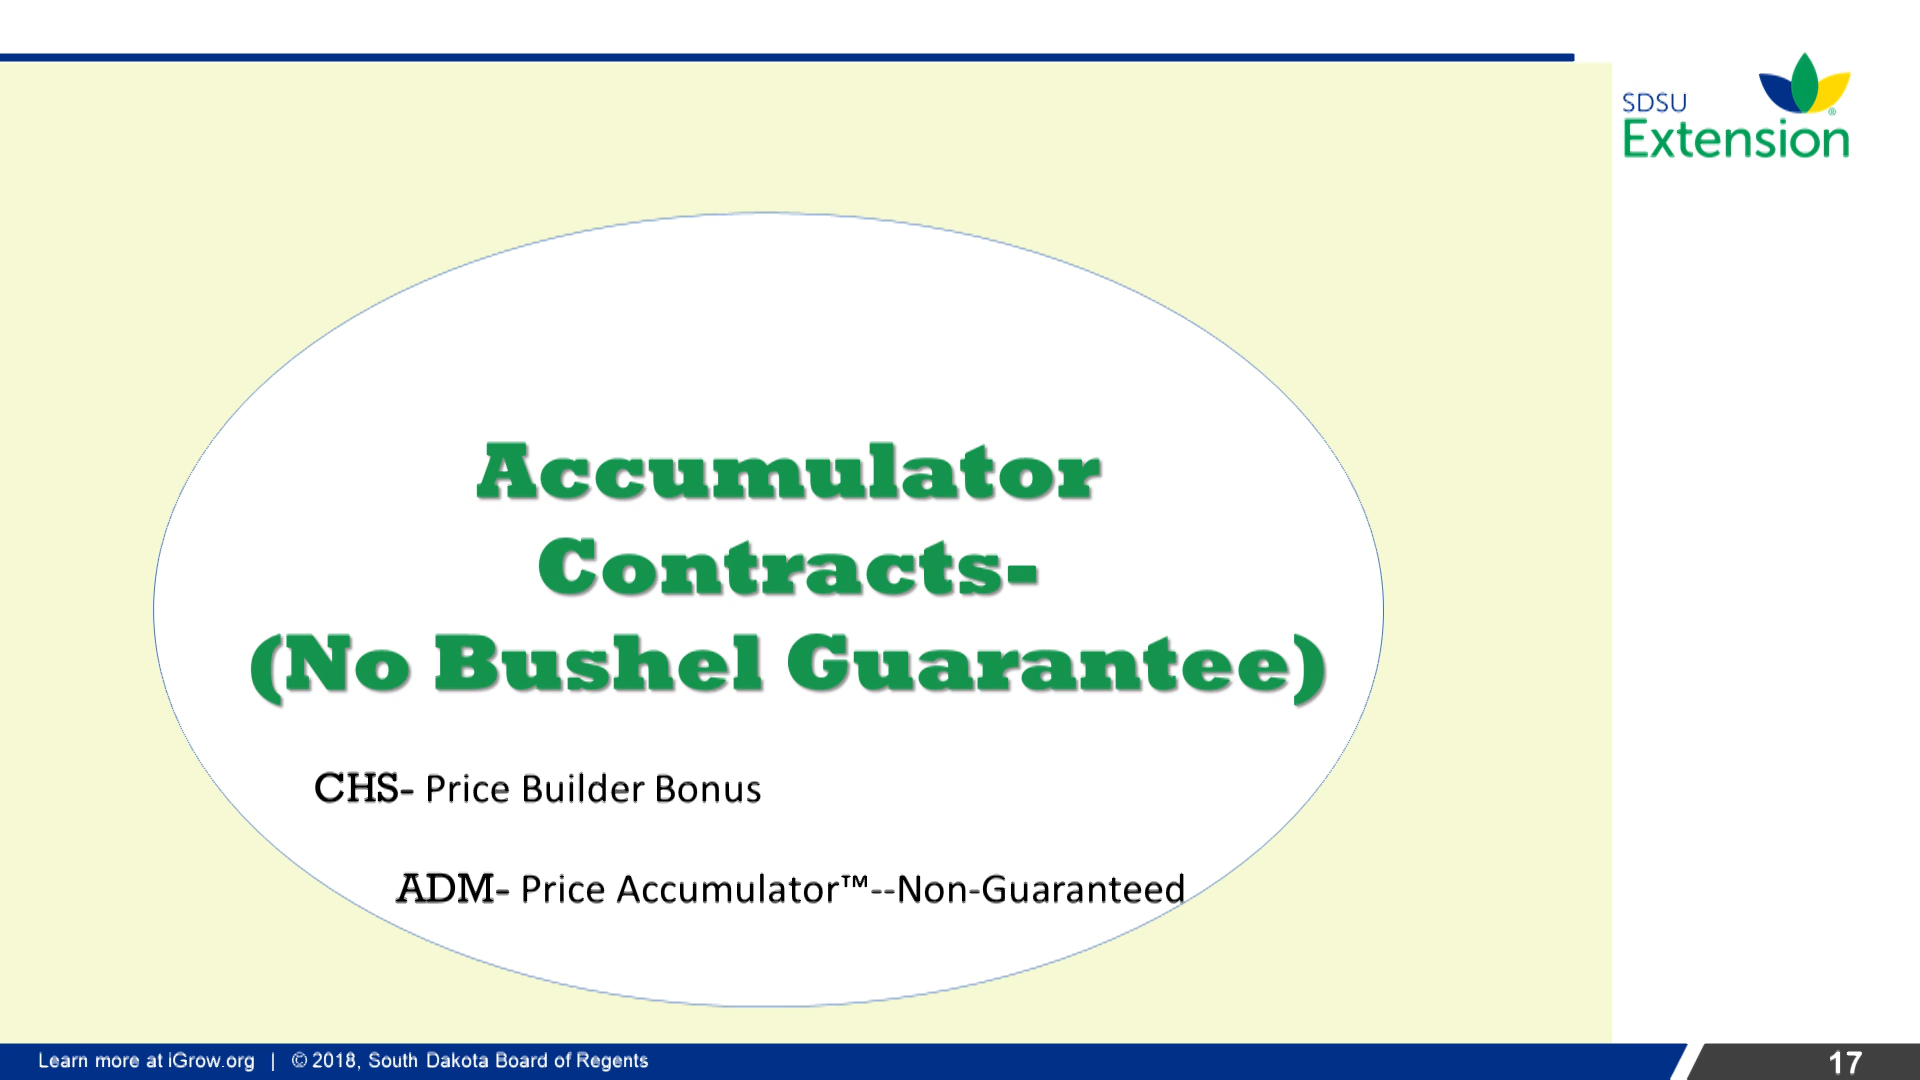 SDSU
Extension
®
Accumulator
Contracts-
(No Bushel Guarantee)
CHS- Price Builder Bonus
ADM- Price Accumulator™--Non-Guaranteed
Learn more at iGrow.org | © 2018, South Dakota Board of Regents
17